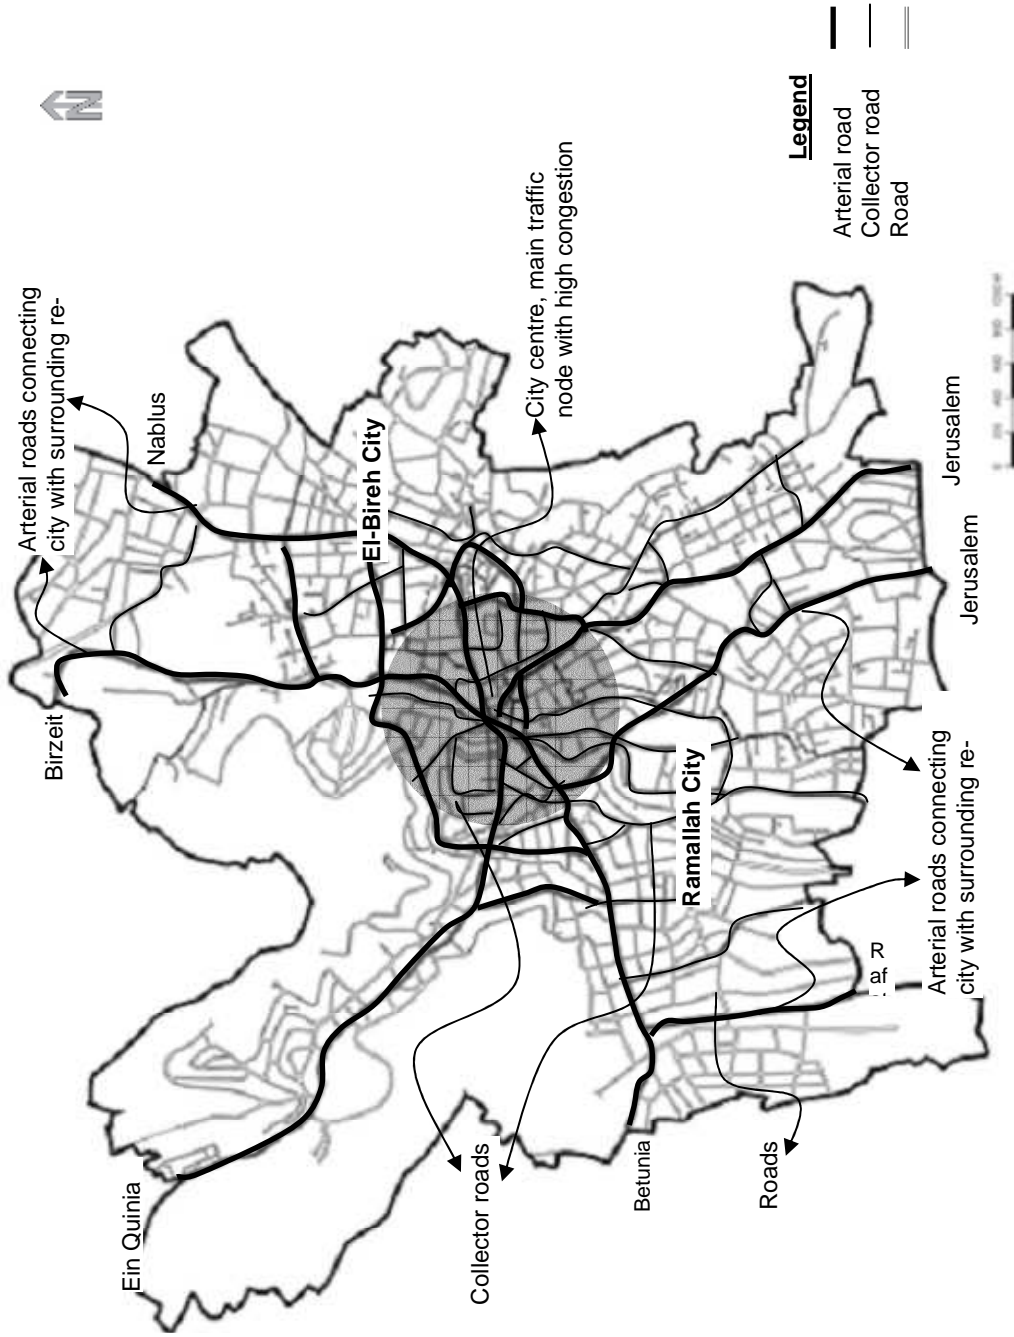 N
Legend
Arterial road
Collector road
Road
Arterial roads connecting
city with surrounding re-
Nablus
El-Bireh City
City centre, main traffic
node with high congestion
Birzeit
Jerusalem
Jerusalem
Ramallah City
Arterial roads connecting
city with surrounding re-
R
af
Arterial roads connecting
city with surrounding re-
Ein Quinia
Collector roads
Betunia
Roads